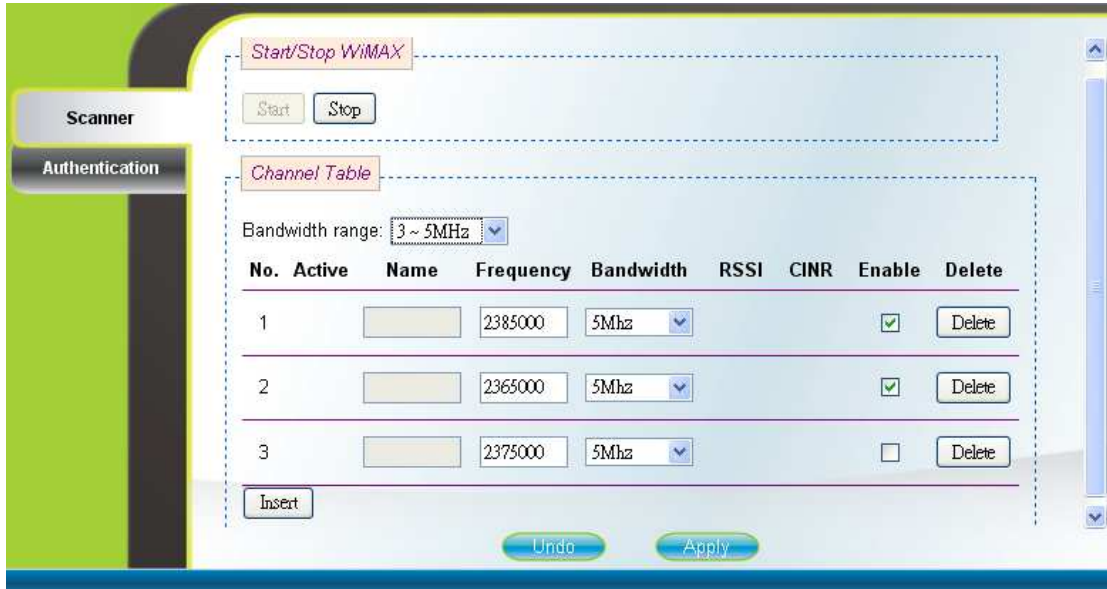 Start/Stop WiMAX
Start Stop
Scanner
Authentication
Channel Table
Bandwidth range: 3 ~ 5MHz
No. Active Name Frequency Bandwidth RSSI CINR Enable Delete
1 2385000 5Mhz Delete
2 2365000 5Mhz Delete
3 2375000 5Mhz Delete
Insert
Undo Apply